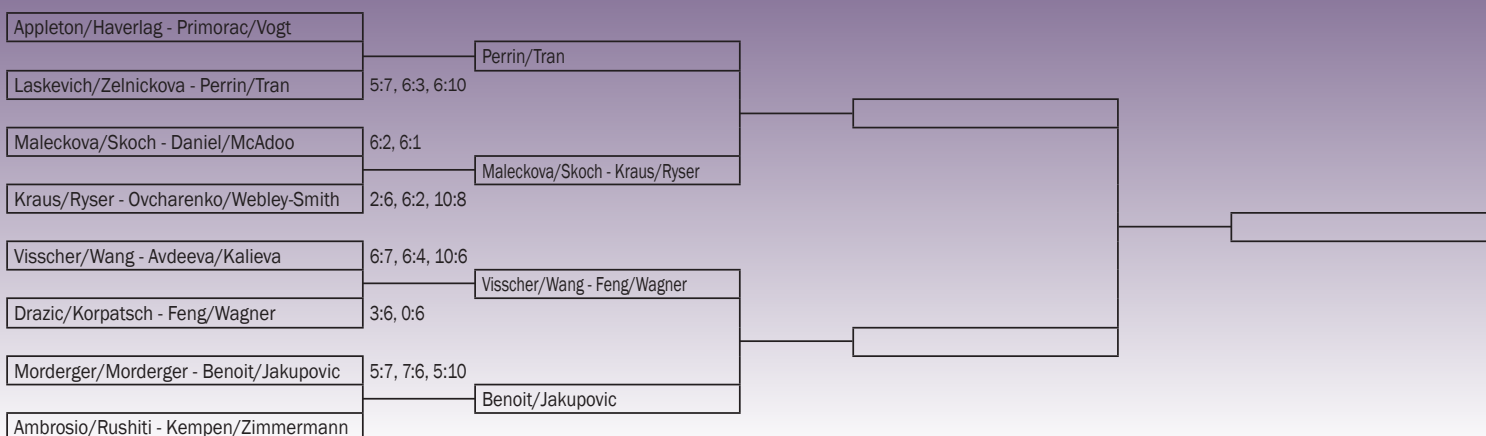 Appleton/Haverlag - Primorac/Vogt
Perrin/Tran
Laskevich/Zelnickova - Perrin/Tran 5:7, 6:3, 6:10
Maleckova/Skoch - Daniel/McAdoo 6:2, 6:1
Maleckova/Skoch - Kraus/Ryser
Kraus/Ryser - Ovcharenko/Webley-Smith 2:6, 6:2, 10:8
Visscher/Wang - Avdeeva/Kalieva 6:7, 6:4, 10:6
Visscher/Wang - Feng/Wagner
Drazic/Korpatsch - Feng/Wagner 3:6, 0:6
Morderger/Morderger - Benoit/Jakupovic 5:7, 7:6, 5:10
Benoit/Jakupovic
Ambrosio/Rushiti - Kempen/Zimmermann